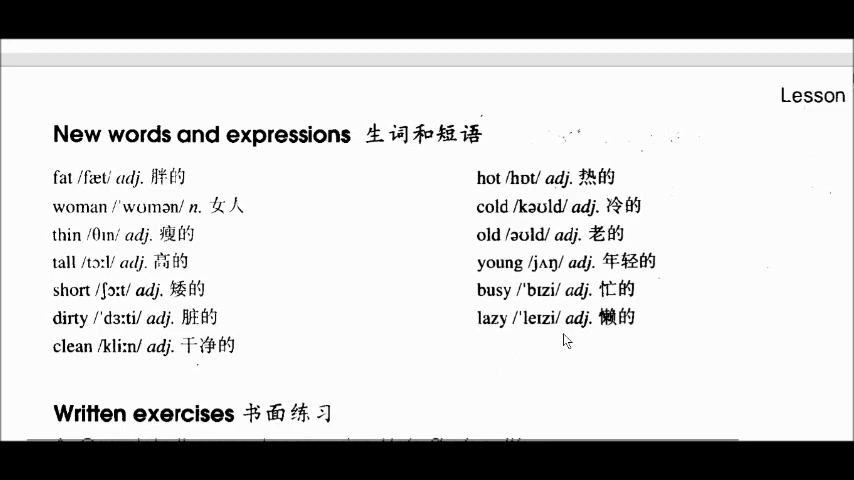 Lesson
New words and expressions 生词和短语
fat /fæt/ adj. 胖的
woman /ˈwʊmən/ n. 女人
thin /θɪn/ adj. 瘦的
tall /tɔːl/ adj. 高的
short /ʃɔːt/ adj. 矮的
dirty /ˈdɜːti/ adj. 脏的
clean /kliːn/ adj. 干净的
hot /hɒt/ adj. 热的
cold /kəʊld/ adj. 冷的
old /əʊld/ adj. 老的
young /jʌŋ/ adj. 年轻的
busy /ˈbɪzi/ adj. 忙的
lazy /ˈleɪzi/ adj. 懒的
Written exercises 书面练习